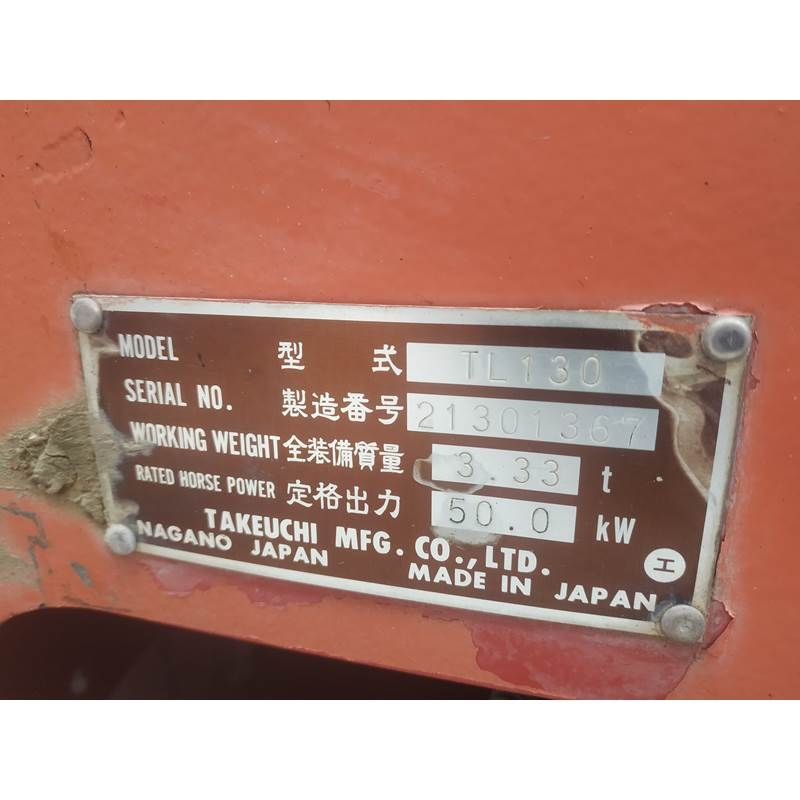 MODEL 型 式 TL130
SERIAL NO. 製造番号 21301367
WORKING WEIGHT 全装備質量 3.33 t
RATED HORSE POWER 定格出力 50.0 kW
TAKEUCHI MFG. CO., LTD.
NAGANO JAPAN MADE IN JAPAN
エ